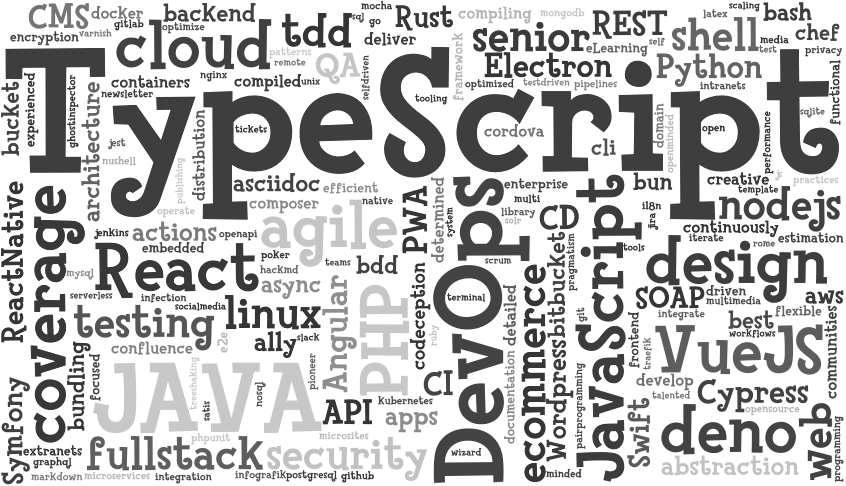 CMS
docker
backend
mocha
sql
go
Rust
compiling
mongodb
REST
latex
scaling
bash
encryption
varnish
gitlab
optimize
cloud
tdd
deliver
framework
senior
eLearning
self
shell
media
test
chef
privacy
patterns
remote
QA
selfdriven
Electron
Python
containers
nginx
compiled
unix
optimized
testdriven
pipelines
intranets
functional
bucket
experienced
ghostinspector
newsletter
TypeScript
tooling
sqlite
architecture
jest
nushell
publishing
distribution
tickets
cordova
cli
domain
openminded
open
performance
js
practices
asciidoc
efficient
native
enterprise
bun
creative
template
operate
composer
agile
PWA
determined
system
multi
library
solr
CD
il8n
jira
nodejs
ReactNative
coverage
jenkins
actions
openapi
continuously
iterate
rome
estimation
embedded
React
poker
hackmd
teams
bdd
scrum
DevOps
bitbucket
pragmatism
JavaScript
tools
design
mysql
serverless
infection
async
socialmedia
Angular
PHP
codeception
terminal
ecommerce
SOAP
driven
multimedia
aws
testing
linux
ally
slack
ruby
detailed
documentation
git
integrate
flexible
best
workflows
confluence
e2e
pioneer
Wordpress
pairprogramming
frontend
traefik
VueJS
communities
bundling
focused
JAVA
treeshaking
satis
nosql
API
Kubernetes
CI
apps
develop
talented
Cypress
opensource
Symfony
phpunit
microsites
Swift
deno
Web
programming
extranets
graphql
fullstack
security
wizard
abstraction
markdown
microservices
integration
infografik
postgresql
github
minded